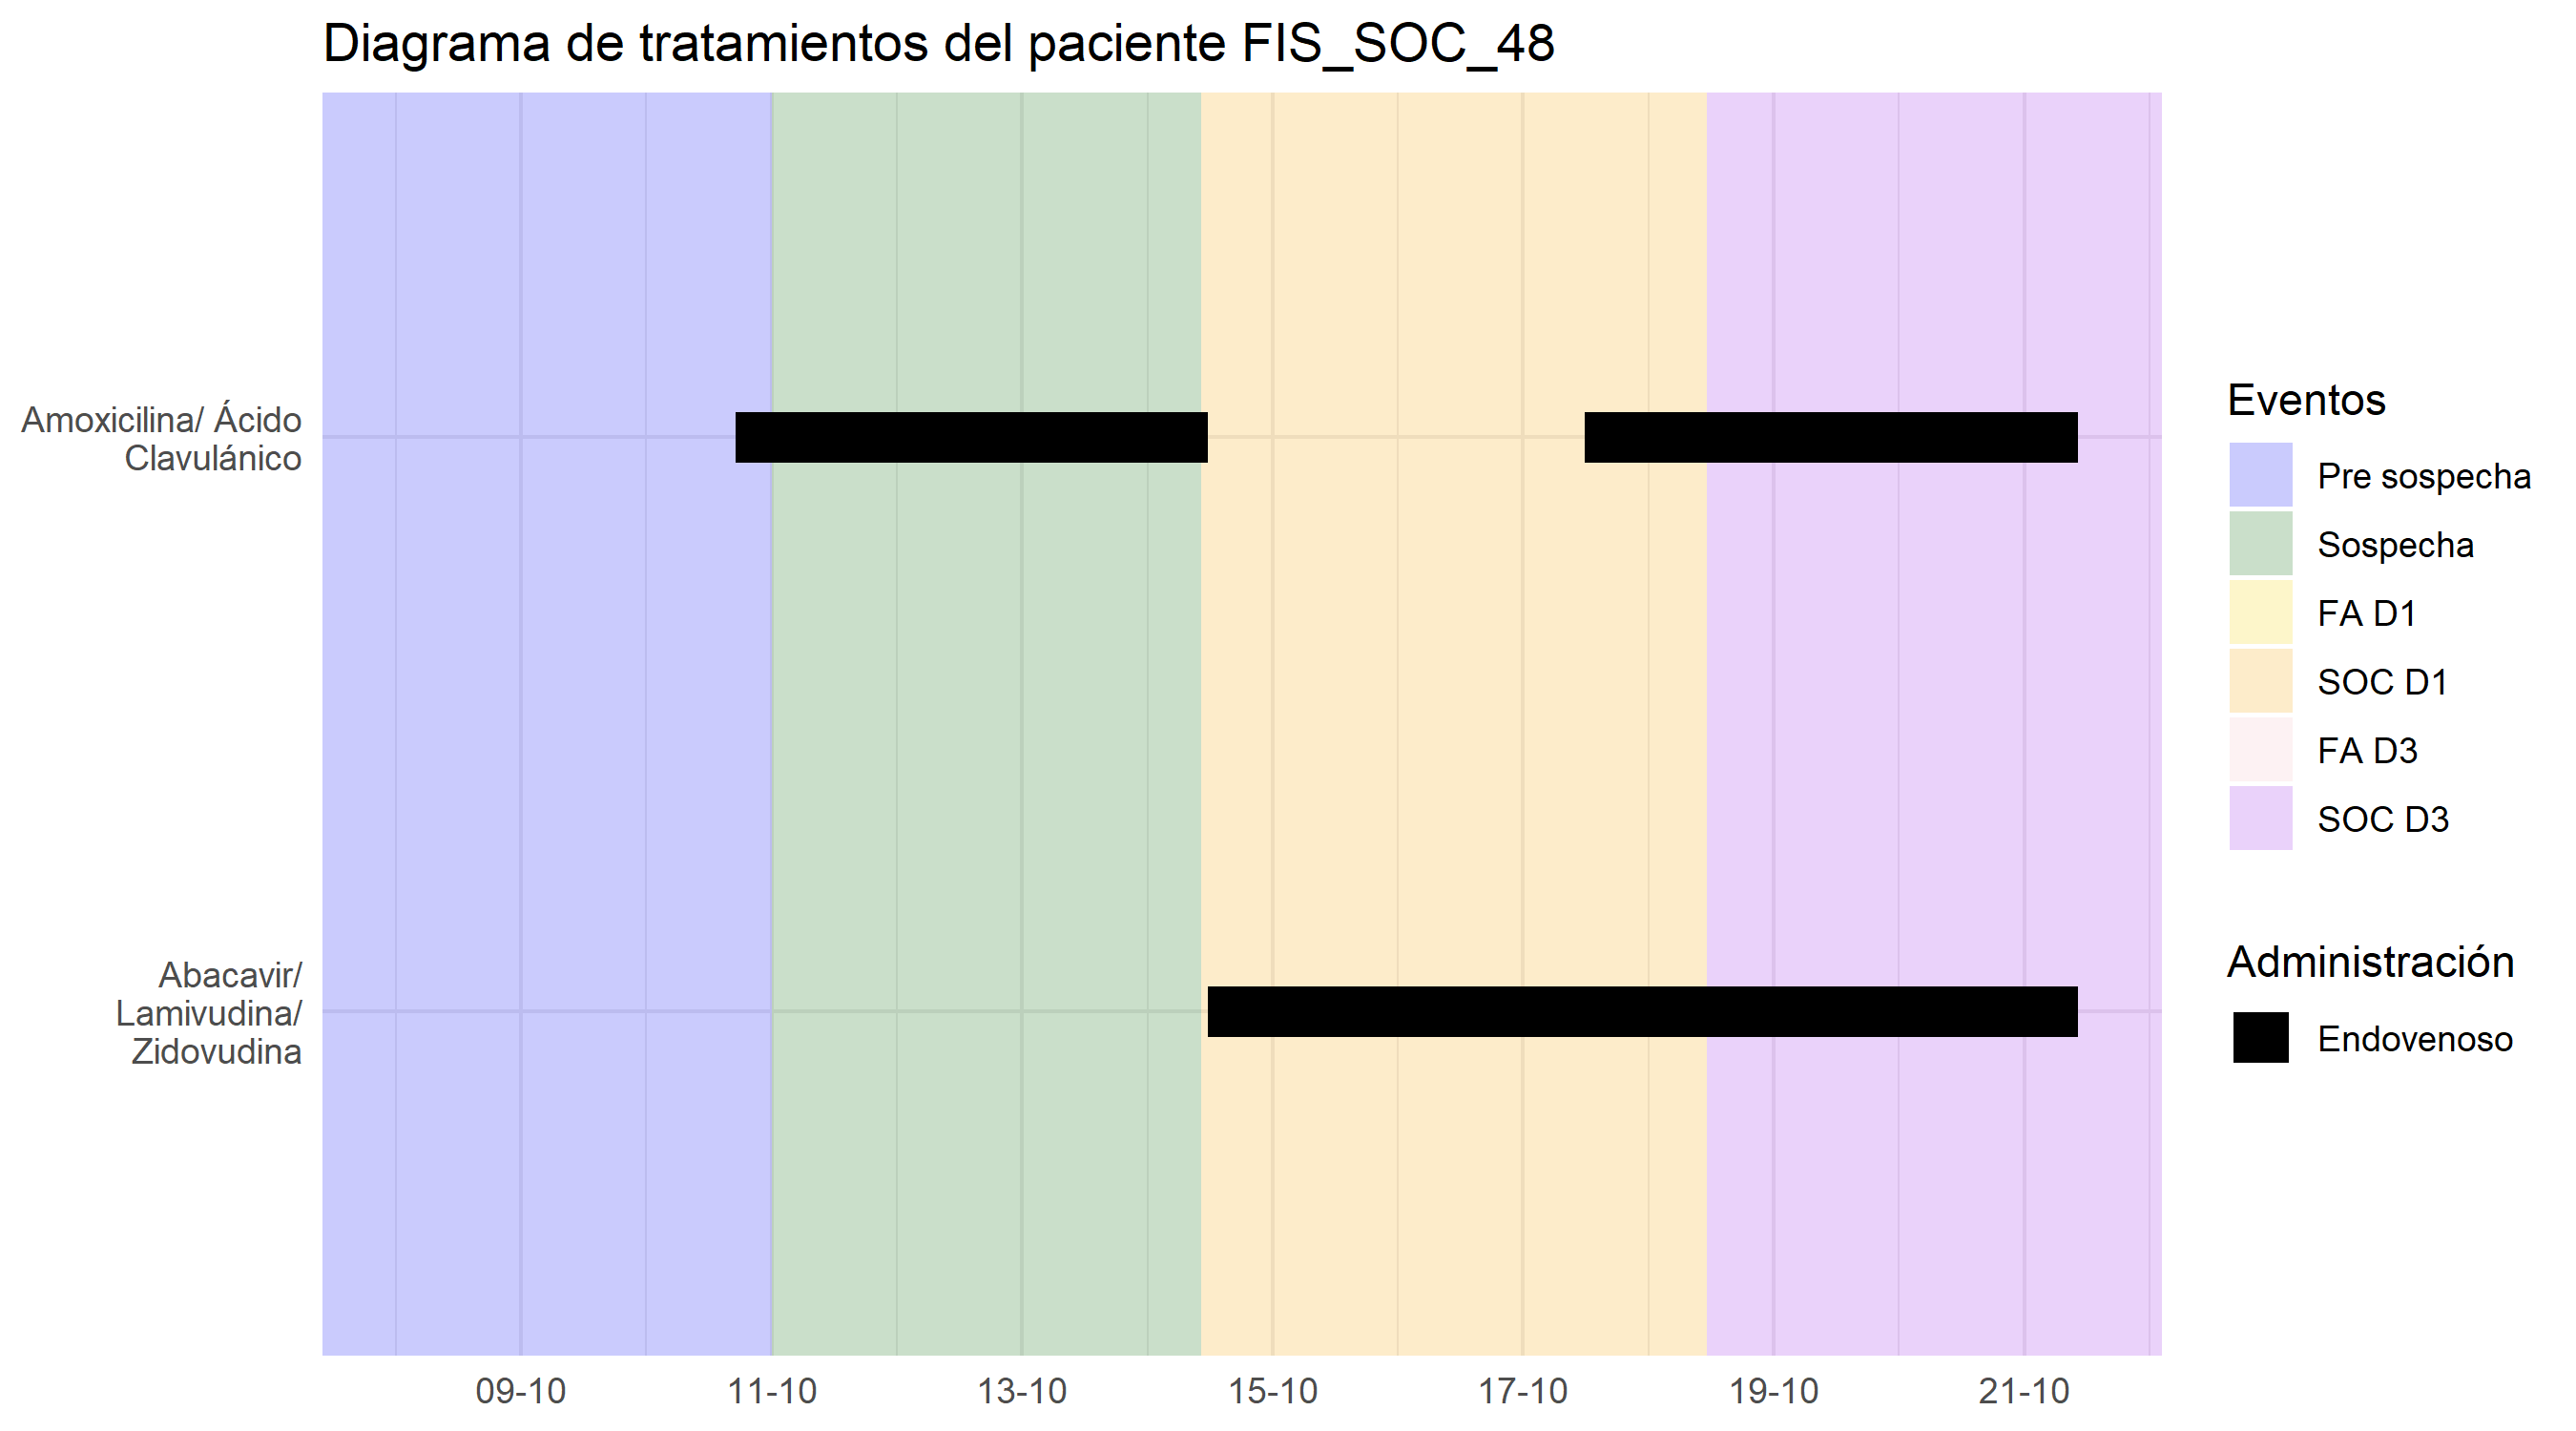 Diagrama de tratamientos del paciente FIS_SOC_48
Amoxicilina/ Ácido
Clavulánico
Abacavir/
Lamivudina/
Zidovudina
09-10
11-10
13-10
15-10
17-10
19-10
21-10
Eventos
Pre sospecha
Sospecha
FA D1
SOC D1
FA D3
SOC D3
Administración
Endovenoso